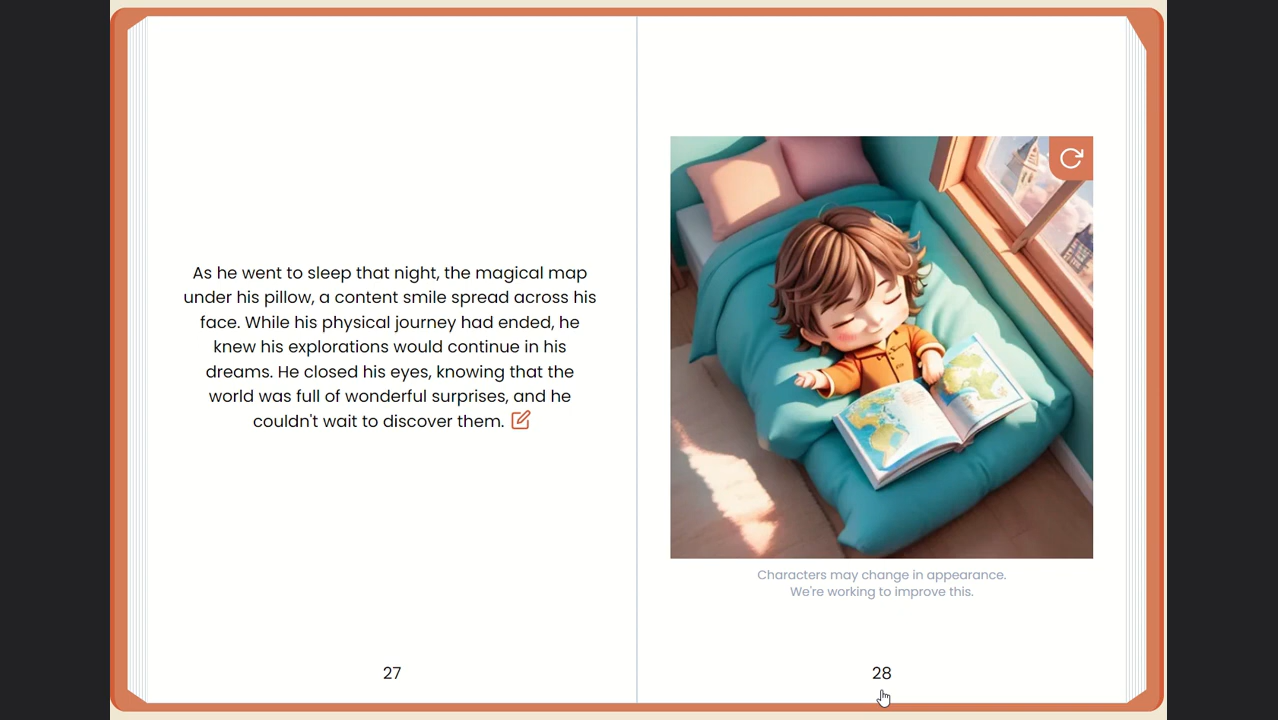 As he went to sleep that night, the magical map
under his pillow, a content smile spread across his
face. While his physical journey had ended, he
knew his explorations would continue in his
dreams. He closed his eyes, knowing that the
world was full of wonderful surprises, and he
couldn't wait to discover them.
27
Characters may change in appearance.
We're working to improve this.
28